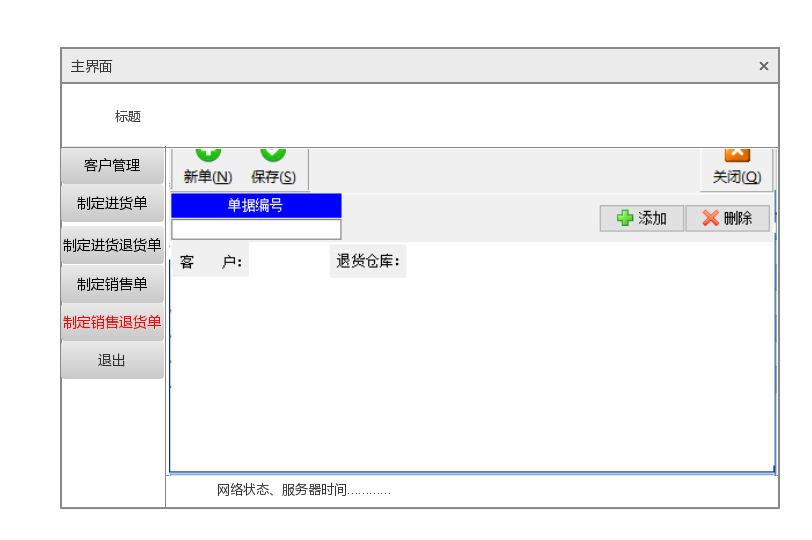 主界面 ×
标题
客户管理
制定进货单
制定进货退货单
制定销售单
制定销售退货单
退出
新单(N) 保存(S) 关闭(Q)
单据编号
添加 删除
客 户: 退货仓库:
网络状态、服务器时间…………